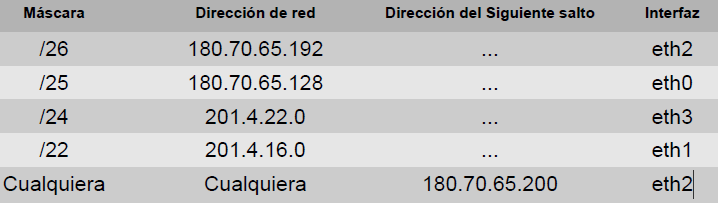 Máscara Dirección de red Dirección del Siguiente salto Interfaz
/26 180.70.65.192 ... eth2
/25 180.70.65.128 ... eth0
/24 201.4.22.0 ... eth3
/22 201.4.16.0 ... eth1
Cualquiera Cualquiera 180.70.65.200 eth2